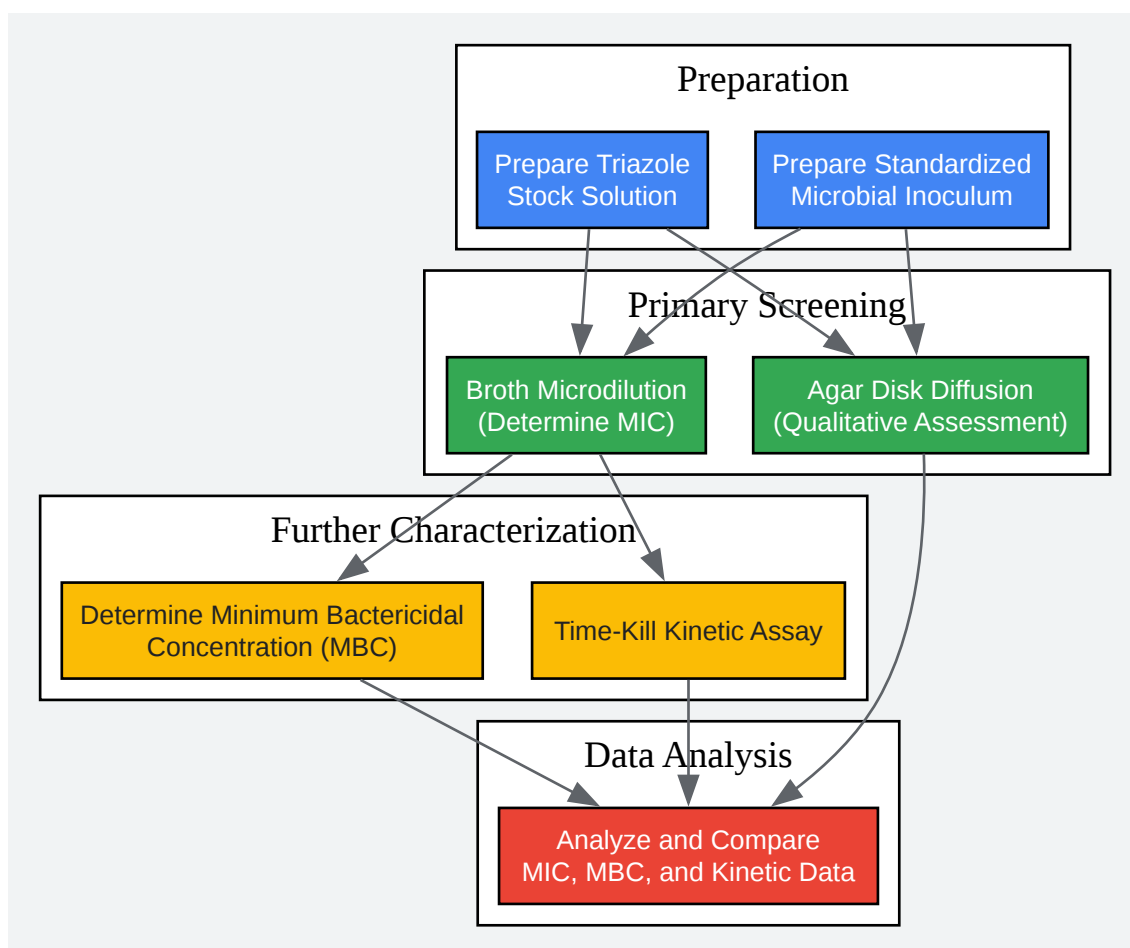 Preparation
Prepare Triazole
Stock Solution
Prepare Standardized
Microbial Inoculum
Primary Screening
Broth Microdilution
(Determine MIC)
Agar Disk Diffusion
(Qualitative Assessment)
Further Characterization
Determine Minimum Bactericidal
Concentration (MBC)
Time-Kill Kinetic Assay
Data Analysis
Analyze and Compare
MIC, MBC, and Kinetic Data